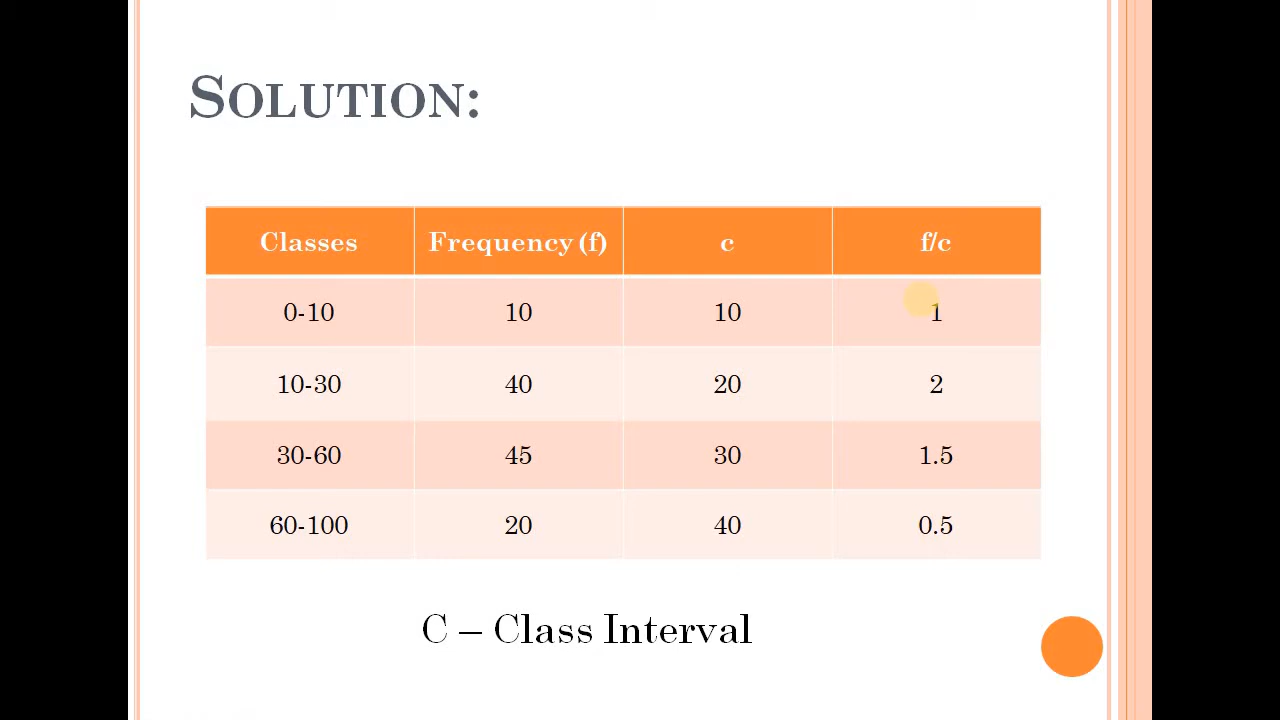 SOLUTION:
Classes Frequency (f) c f/c
0-10 10 10 1
10-30 40 20 2
30-60 45 30 1.5
60-100 20 40 0.5
C – Class Interval